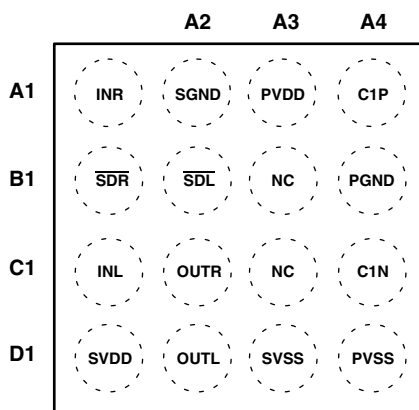 A2 A3 A4
A1 INR SGND PVDD C1P
B1 SDR SDL NC PGND
C1 INL OUTR NC C1N
D1 SVDD OUTL SVSS PVSS